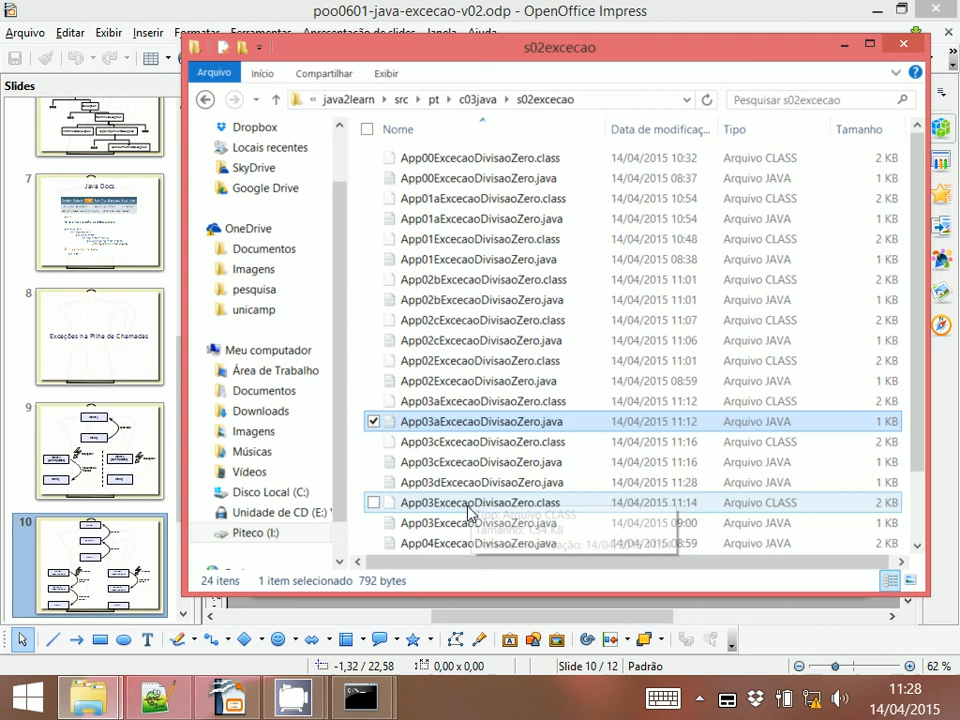 poo0601-java-excecao-v02.odp - OpenOffice Impress
Arquivo Editar Exibir Inserir
s02excecao
Arquivo Início Compartilhar Exibir
Slides
« java2learn › src › pt › c03java › s02excecao
Pesquisar s02excecao
Nome Data de modificaç... Tipo Tamanho
Dropbox
Locais recentes
SkyDrive
Google Drive
OneDrive
Documentos
Imagens
pesquisa
unicamp
Meu computador
Área de Trabalho
Documentos
Downloads
Imagens
Músicas
Vídeos
Disco Local (C:)
Unidade de CD (E:)
Piteco (I:)
App00ExcecaoDivisaoZero.class 14/04/2015 10:32 Arquivo CLASS 2 KB
App00ExcecaoDivisaoZero.java 14/04/2015 08:37 Arquivo JAVA 1 KB
App01aExcecaoDivisaoZero.class 14/04/2015 10:54 Arquivo CLASS 2 KB
App01aExcecaoDivisaoZero.java 14/04/2015 10:54 Arquivo JAVA 1 KB
App01ExcecaoDivisaoZero.class 14/04/2015 10:48 Arquivo CLASS 2 KB
App01ExcecaoDivisaoZero.java 14/04/2015 08:38 Arquivo JAVA 1 KB
App02bExcecaoDivisaoZero.class 14/04/2015 11:01 Arquivo CLASS 2 KB
App02bExcecaoDivisaoZero.java 14/04/2015 11:01 Arquivo JAVA 1 KB
App02cExcecaoDivisaoZero.class 14/04/2015 11:07 Arquivo CLASS 2 KB
App02cExcecaoDivisaoZero.java 14/04/2015 11:06 Arquivo JAVA 1 KB
App02ExcecaoDivisaoZero.class 14/04/2015 11:01 Arquivo CLASS 2 KB
App02ExcecaoDivisaoZero.java 14/04/2015 08:59 Arquivo JAVA 1 KB
App03aExcecaoDivisaoZero.class 14/04/2015 11:12 Arquivo CLASS 2 KB
App03aExcecaoDivisaoZero.java 14/04/2015 11:12 Arquivo JAVA 1 KB
App03cExcecaoDivisaoZero.class 14/04/2015 11:16 Arquivo CLASS 2 KB
App03cExcecaoDivisaoZero.java 14/04/2015 11:16 Arquivo JAVA 1 KB
App03dExcecaoDivisaoZero.java 14/04/2015 11:28 Arquivo JAVA 1 KB
App03ExcecaoDivisaoZero.class 14/04/2015 11:14 Arquivo CLASS 2 KB
App03ExcecaoDivisaoZero.java 14/04/2015 09:00 Arquivo JAVA 1 KB
App04ExcecaoDivisaoZero.java 14/04/2015 08:59 Arquivo JAVA 1 KB
Tipo: Arquivo CLASS
24 itens 1 item selecionado 792 bytes
7
Java Docs
8
Exceções na Pilha de Chamadas
9
10
-1,32 / 22,58 0,00 x 0,00 Slide 10 / 12 Padrão 62 %
11:28
14/04/2015